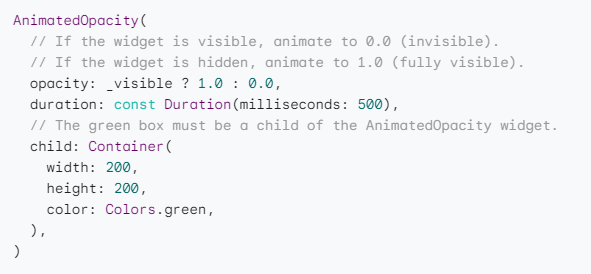 AnimatedOpacity(
  // If the widget is visible, animate to 0.0 (invisible).
  // If the widget is hidden, animate to 1.0 (fully visible).
  opacity: _visible ? 1.0 : 0.0,
  duration: const Duration(milliseconds: 500),
  // The green box must be a child of the AnimatedOpacity widget.
  child: Container(
    width: 200,
    height: 200,
    color: Colors.green,
  ),
)